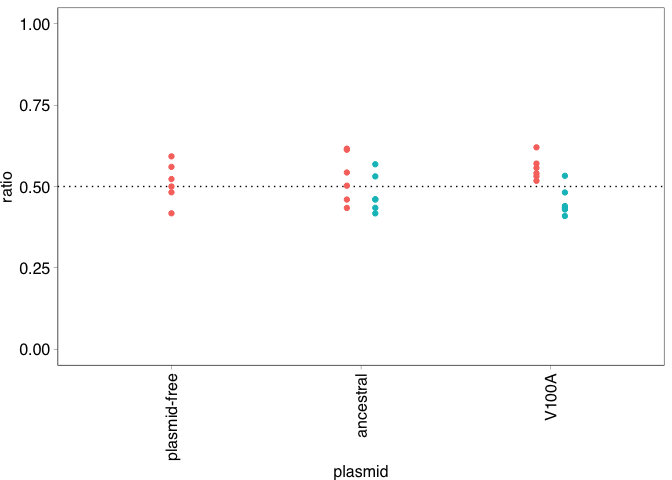 1.00
0.75
0.50
0.25
0.00
ratio
plasmid-free
ancestral
V100A
plasmid